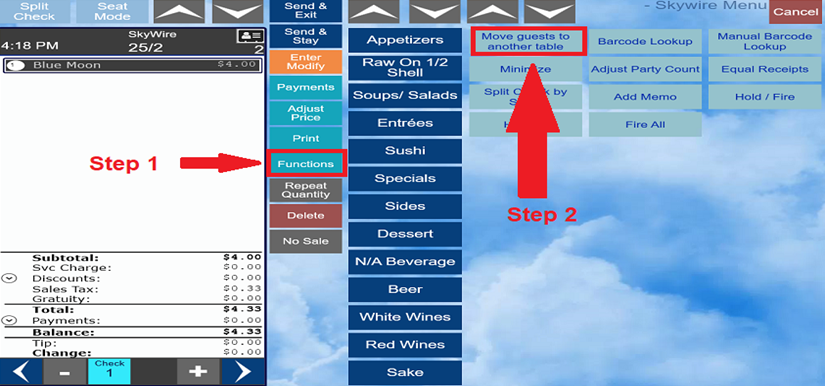 Split
Check
Seat
Mode
4:18 PM
SkyWire
25/2
2
1 Blue Moon $4.00
Step 1
Subtotal: $4.00
Svc Charge: $0.00
Discounts: $0.00
Sales Tax: $0.33
Gratuity: $0.00
Total: $4.33
Payments: $0.00
Balance: $4.33
Tip: $0.00
Change: $0.00
-
Check
1
+
Send &
Exit
Send &
Stay
Enter
Modify
Payments
Adjust
Price
Print
Functions
Repeat
Quantity
Delete
No Sale
Appetizers
Raw On 1/2
Shell
Soups/ Salads
Entrées
Sushi
Specials
Sides
Dessert
N/A Beverage
Beer
White Wines
Red Wines
Sake
- Skywire Menu
Cancel
Move guests to
another table
Barcode Lookup
Manual Barcode
Lookup
Adjust Party Count
Equal Receipts
Split Check by
Add Memo
Hold / Fire
Fire All
Step 2